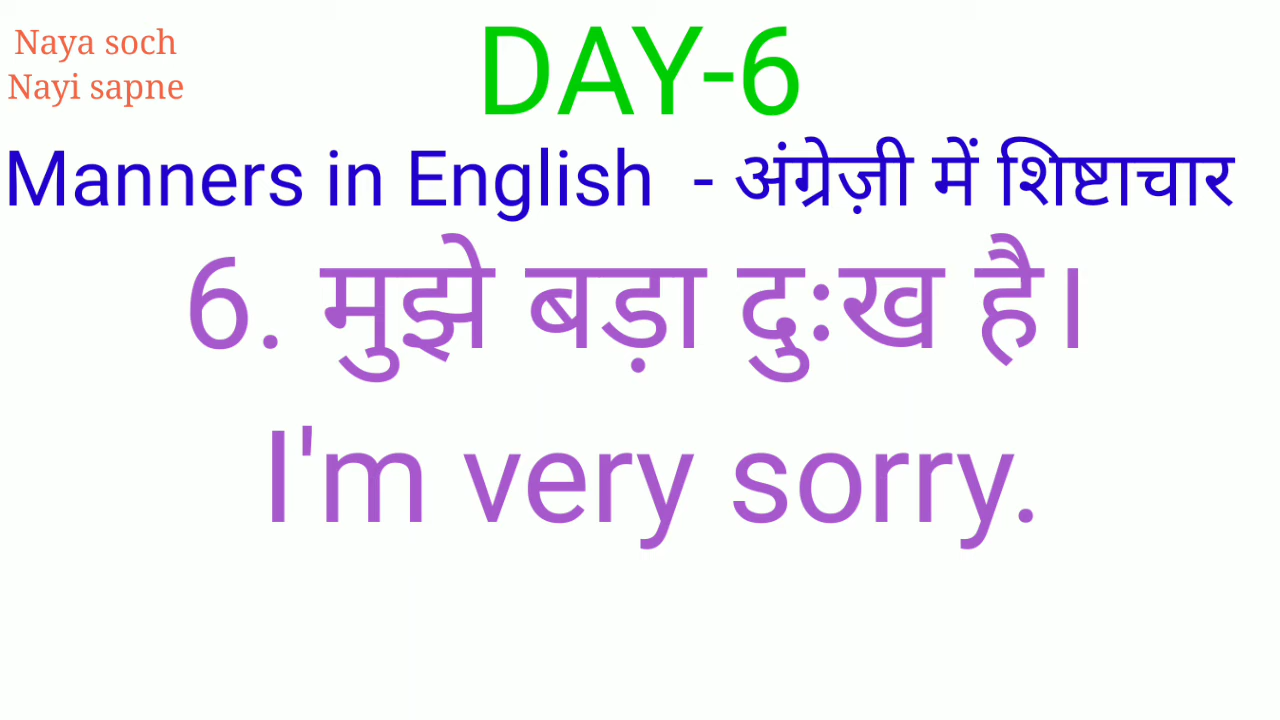 Naya soch
Nayi sapne
DAY-6
Manners in English - अंग्रेज़ी में शिष्टाचार
6. मुझे बड़ा दुःख है।
I'm very sorry.